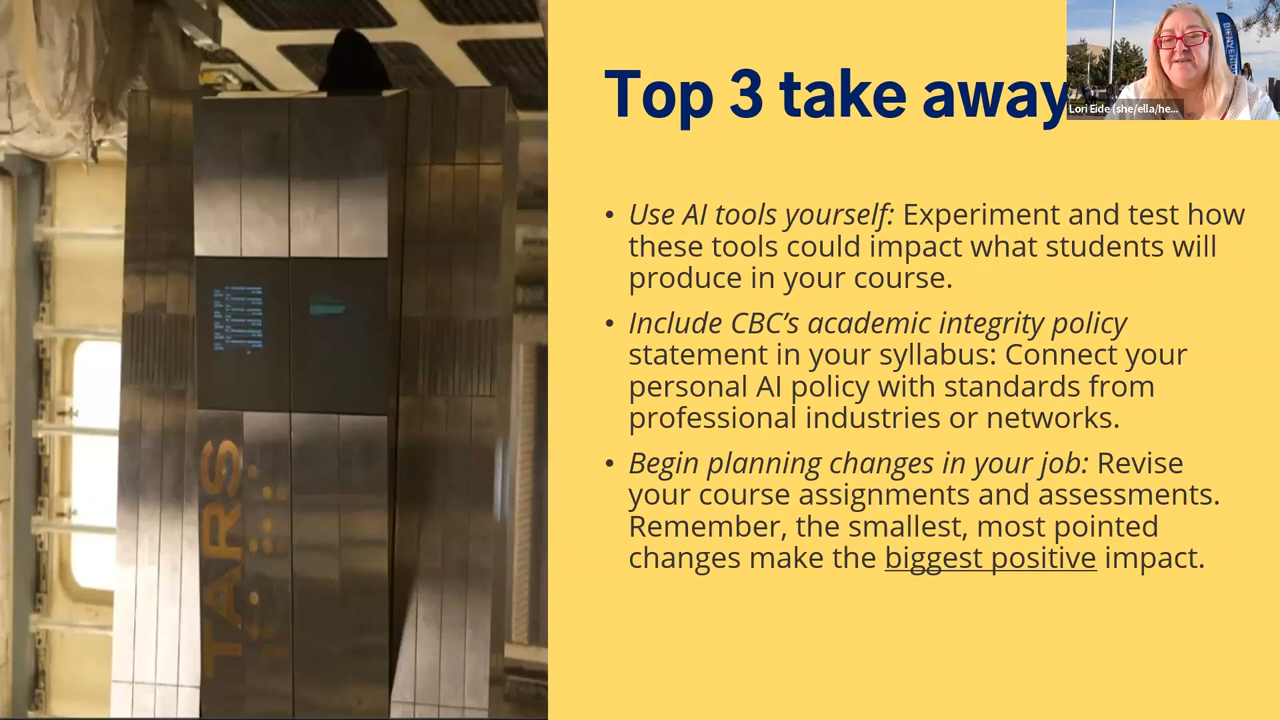 Top 3 take away
Lori Eide (she/ella/he...
BIENVENID
• Use AI tools yourself: Experiment and test how
these tools could impact what students will
produce in your course.
• Include CBC’s academic integrity policy
statement in your syllabus: Connect your
personal AI policy with standards from
professional industries or networks.
• Begin planning changes in your job: Revise
your course assignments and assessments.
Remember, the smallest, most pointed
changes make the biggest positive impact.
TARS